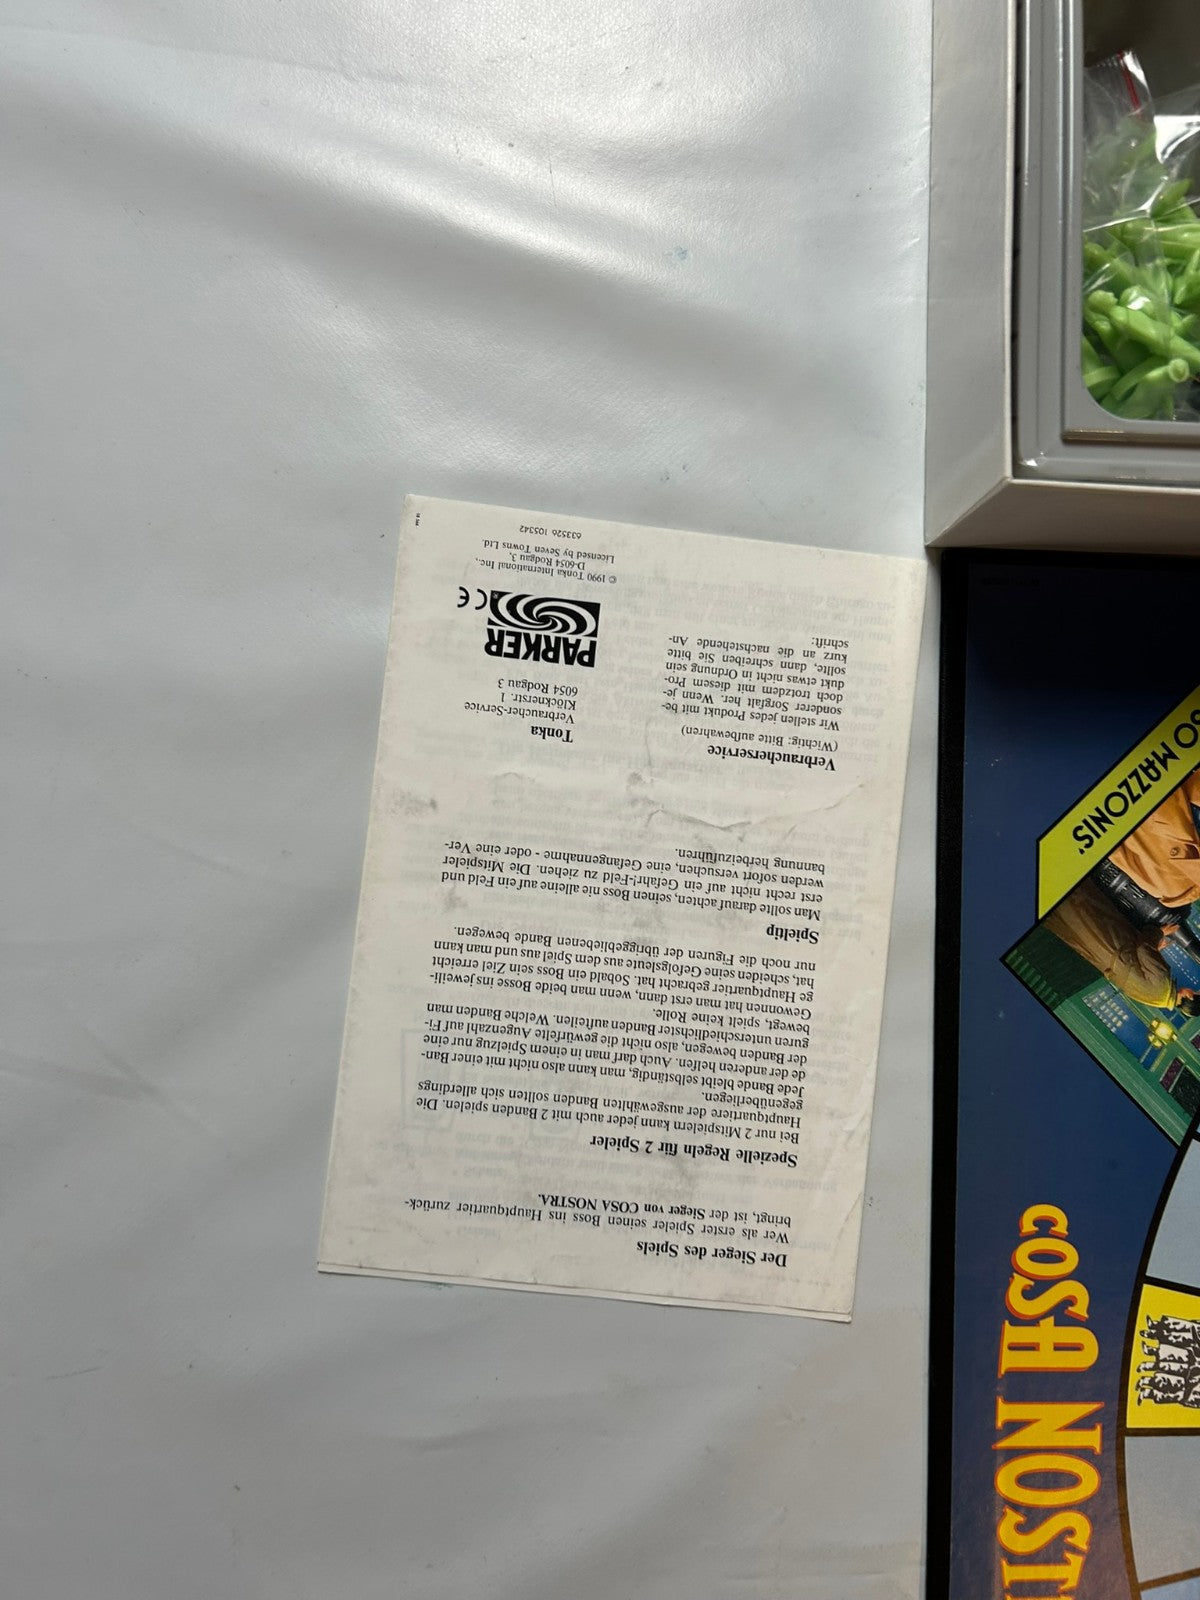 Der Sieger des Spiels
Wer als erster Spieler seinen Boss ins Hauptquartier zurück-
bringt, ist der Sieger von COSA NOSTRA.
Spezielle Regeln für 2 Spieler
Bei nur 2 Mitspielern kann jeder auch mit 2 Banden spielen. Die
Hauptquartiere der ausgewählten Banden sollten sich allerdings
gegenüberliegen.
Jede Bande bleibt selbständig, man kann also nicht mit einer Ban-
de der anderen helfen. Auch darf man in einem Spielzug nur eine
der Banden bewegen, also nicht die gewürfelte Augenzahl auf Fi-
guren unterschiedlichster Banden aufteilen. Welche Banden man
bewegt, spielt keine Rolle.
Gewonnen hat man erst dann, wenn man beide Bosse ins jeweili-
ge Hauptquartier gebracht hat. Sobald ein Boss sein Ziel erreicht
hat, scheiden seine Gefolgsleute aus dem Spiel aus und man kann
nur noch die Figuren der übriggebliebenen Bande bewegen.
Spieltip
Man sollte darauf achten, seinen Boss nie alleine auf ein Feld und
erst recht nicht auf ein Gefahr!-Feld zu ziehen. Die Mitspieler
werden sofort versuchen, eine Gefangennahme - oder eine Ver-
bannung herbeizuführen.
Verbraucherservice
(Wichtig: Bitte aufbewahren)
Wir stellen jedes Produkt mit be-
sonderer Sorgfalt her. Wenn je-
doch trotzdem mit diesem Pro-
dukt etwas nicht in Ordnung sein
sollte, dann schreiben Sie bitte
kurz an die nachstehende An-
schrift:
Tonka
Verbraucher-Service
Klöcknerstr. 1
6054 Rodgau 3
PARKER
® CE
© 1990 Tonka International Inc.,
D-6054 Rodgau 3,
Licensed by Seven Towns Ltd.
633526 105342
SO MAZZONIS'
COSA NOST